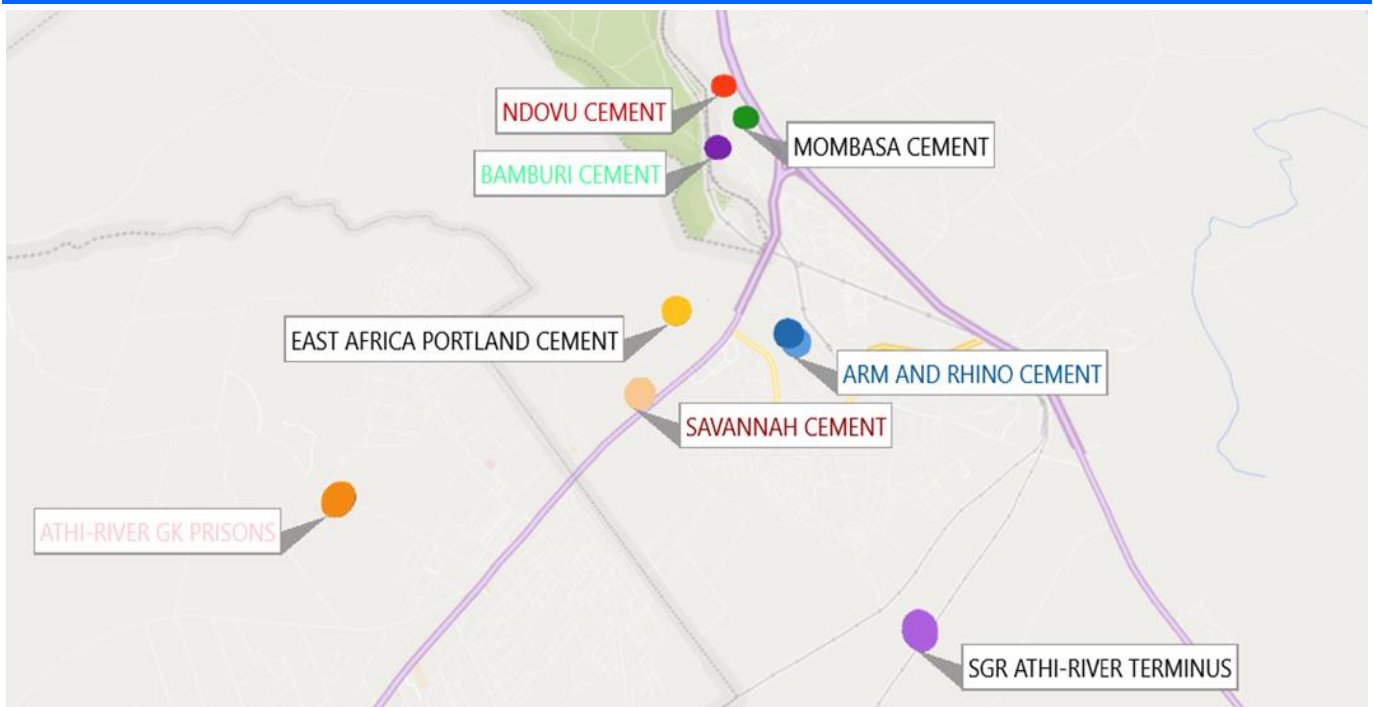 NDOVU CEMENT
MOMBASA CEMENT
BAMBURI CEMENT
EAST AFRICA PORTLAND CEMENT
ARM AND RHINO CEMENT
SAVANNAH CEMENT
ATHI-RIVER GK PRISONS
SGR ATHI-RIVER TERMINUS